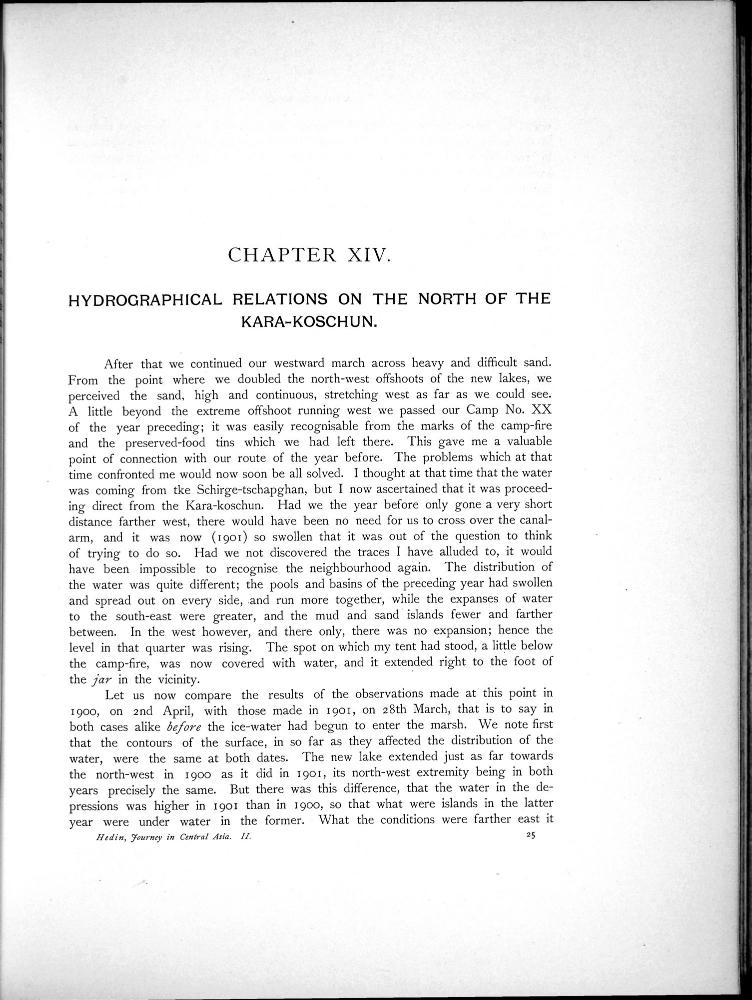 CHAPTER XIV.
HYDROGRAPHICAL RELATIONS ON THE NORTH OF THE
KARA-KOSCHUN.
After that we continued our westward march across heavy and difficult sand.
From the point where we doubled the north-west offshoots of the new lakes, we
perceived the sand, high and continuous, stretching west as far as we could see.
A little beyond the extreme offshoot running west we passed our Camp No. XX
of the year preceding; it was easily recognisable from the marks of the camp-fire
and the preserved-food tins which we had left there. This gave me a valuable
point of connection with our route of the year before. The problems which at that
time confronted me would now soon be all solved. I thought at that time that the water
was coming from tke Schirge-tschapghan, but I now ascertained that it was proceed-
ing direct from the Kara-koschun. Had we the year before only gone a very short
distance farther west, there would have been no need for us to cross over the canal-
arm, and it was now (1901) so swollen that it was out of the question to think
of trying to do so. Had we not discovered the traces I have alluded to, it would
have been impossible to recognise the neighbourhood again. The distribution of
the water was quite different; the pools and basins of the preceding year had swollen
and spread out on every side, and run more together, while the expanses of water
to the south-east were greater, and the mud and sand islands fewer and farther
between. In the west however, and there only, there was no expansion; hence the
level in that quarter was rising. The spot on which my tent had stood, a little below
the camp-fire, was now covered with water, and it extended right to the foot of
the jar in the vicinity.
Let us now compare the results of the observations made at this point in
1900, on 2nd April, with those made in 1901, on 28th March, that is to say in
both cases alike before the ice-water had begun to enter the marsh. We note first
that the contours of the surface, in so far as they affected the distribution of the
water, were the same at both dates. The new lake extended just as far towards
the north-west in 1900 as it did in 1901, its north-west extremity being in both
years precisely the same. But there was this difference, that the water in the de-
pressions was higher in 1901 than in 1900, so that what were islands in the latter
year were under water in the former. What the conditions were farther east it
Hedin, Journey in Central Asia. II. 25